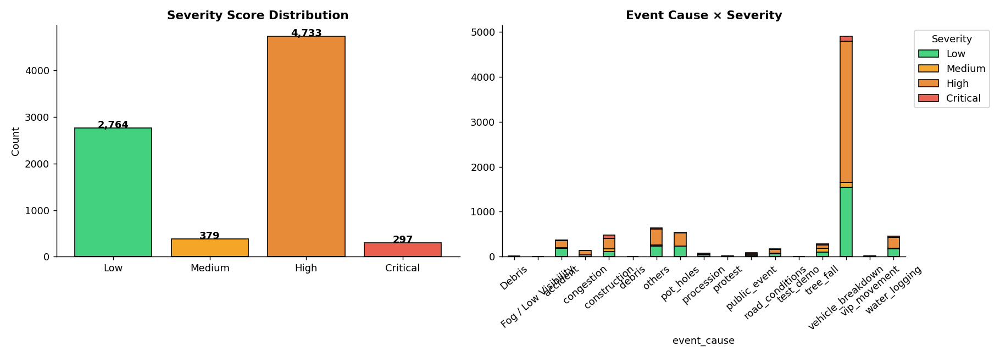 Severity Score Distribution
4,733
2,764
379
297
Count
4000
3000
2000
1000
0
Low
Medium
High
Critical
Event Cause × Severity
5000
4000
3000
2000
1000
0
Debris
Fog / Low Visibility
accident
congestion
construction
debris
others
pot_holes
procession
protest
public_event
road_conditions
test_demo
tree_fall
vehicle_breakdown
vip_movement
water_logging
event_cause
Severity
Low
Medium
High
Critical